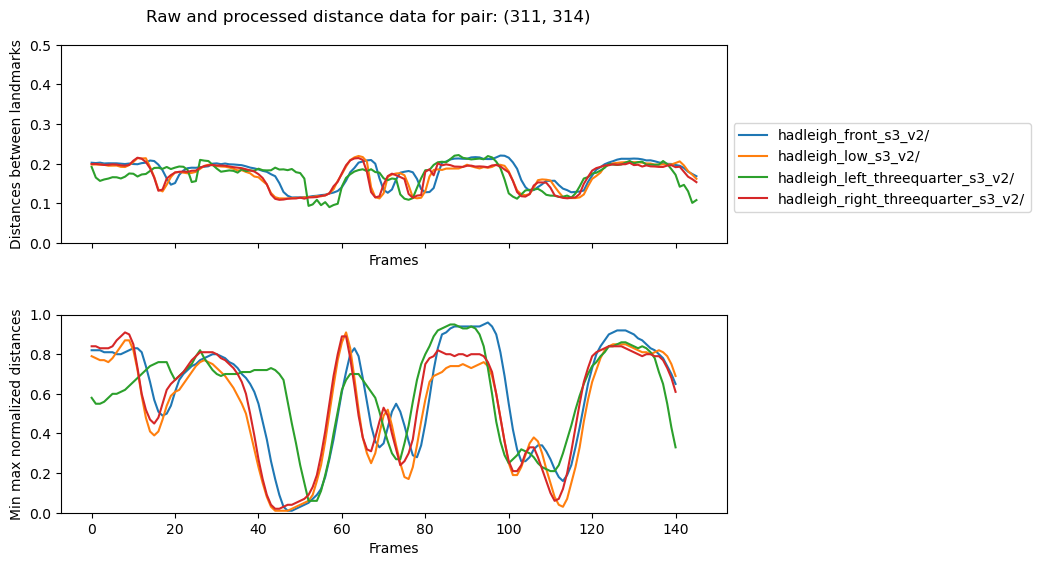 Raw and processed distance data for pair: (311, 314)
Distances between landmarks
0.5
0.4
0.3
0.2
0.1
0.0
Frames
hadleigh_front_s3_v2/
hadleigh_low_s3_v2/
hadleigh_left_threequarter_s3_v2/
hadleigh_right_threequarter_s3_v2/
Min max normalized distances
1.0
0.8
0.6
0.4
0.2
0.0
0 20 40 60 80 100 120 140
Frames